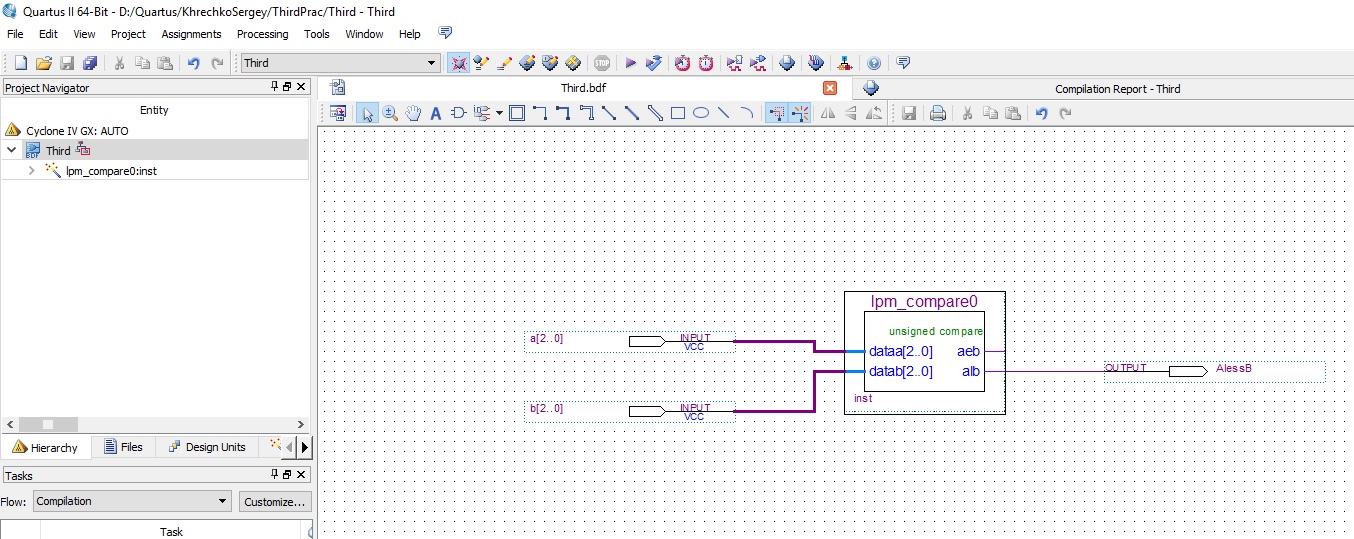 Quartus II 64-Bit - D:/Quartus/KhrechkoSergey/ThirdPrac/Third - Third
File Edit View Project Assignments Processing Tools Window Help
Third
Project Navigator
Third.bdf
Compilation Report - Third
Entity
Cyclone IV GX: AUTO
Third
lpm_compare0:inst
lpm_compare0
unsigned compare
a[2..0] INPUT
VCC
dataa[2..0] aeb
datab[2..0] alb
OUTPUT AlessB
b[2..0] INPUT
VCC
inst
Hierarchy Files Design Units
Tasks
Flow: Compilation Customize...
Task